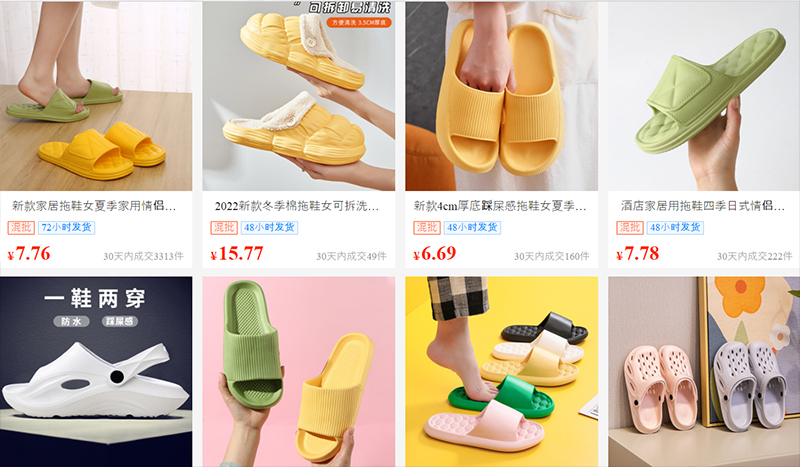 “可拆卸易清洗
方便清洗 3.5CM厚底
新款家居拖鞋女夏季家用情侣...
2022新款冬季棉拖鞋女可拆洗...
新款4cm厚底踩屎感拖鞋女夏季...
酒店家居用拖鞋四季日式情侣...
混批 72小时发货
混批 48小时发货
混批 48小时发货
混批 48小时发货
¥7.76 30天内成交3313件
¥15.77 30天内成交49件
¥6.69 30天内成交160件
¥7.78 30天内成交222件
一鞋两穿
防水 踩屎感